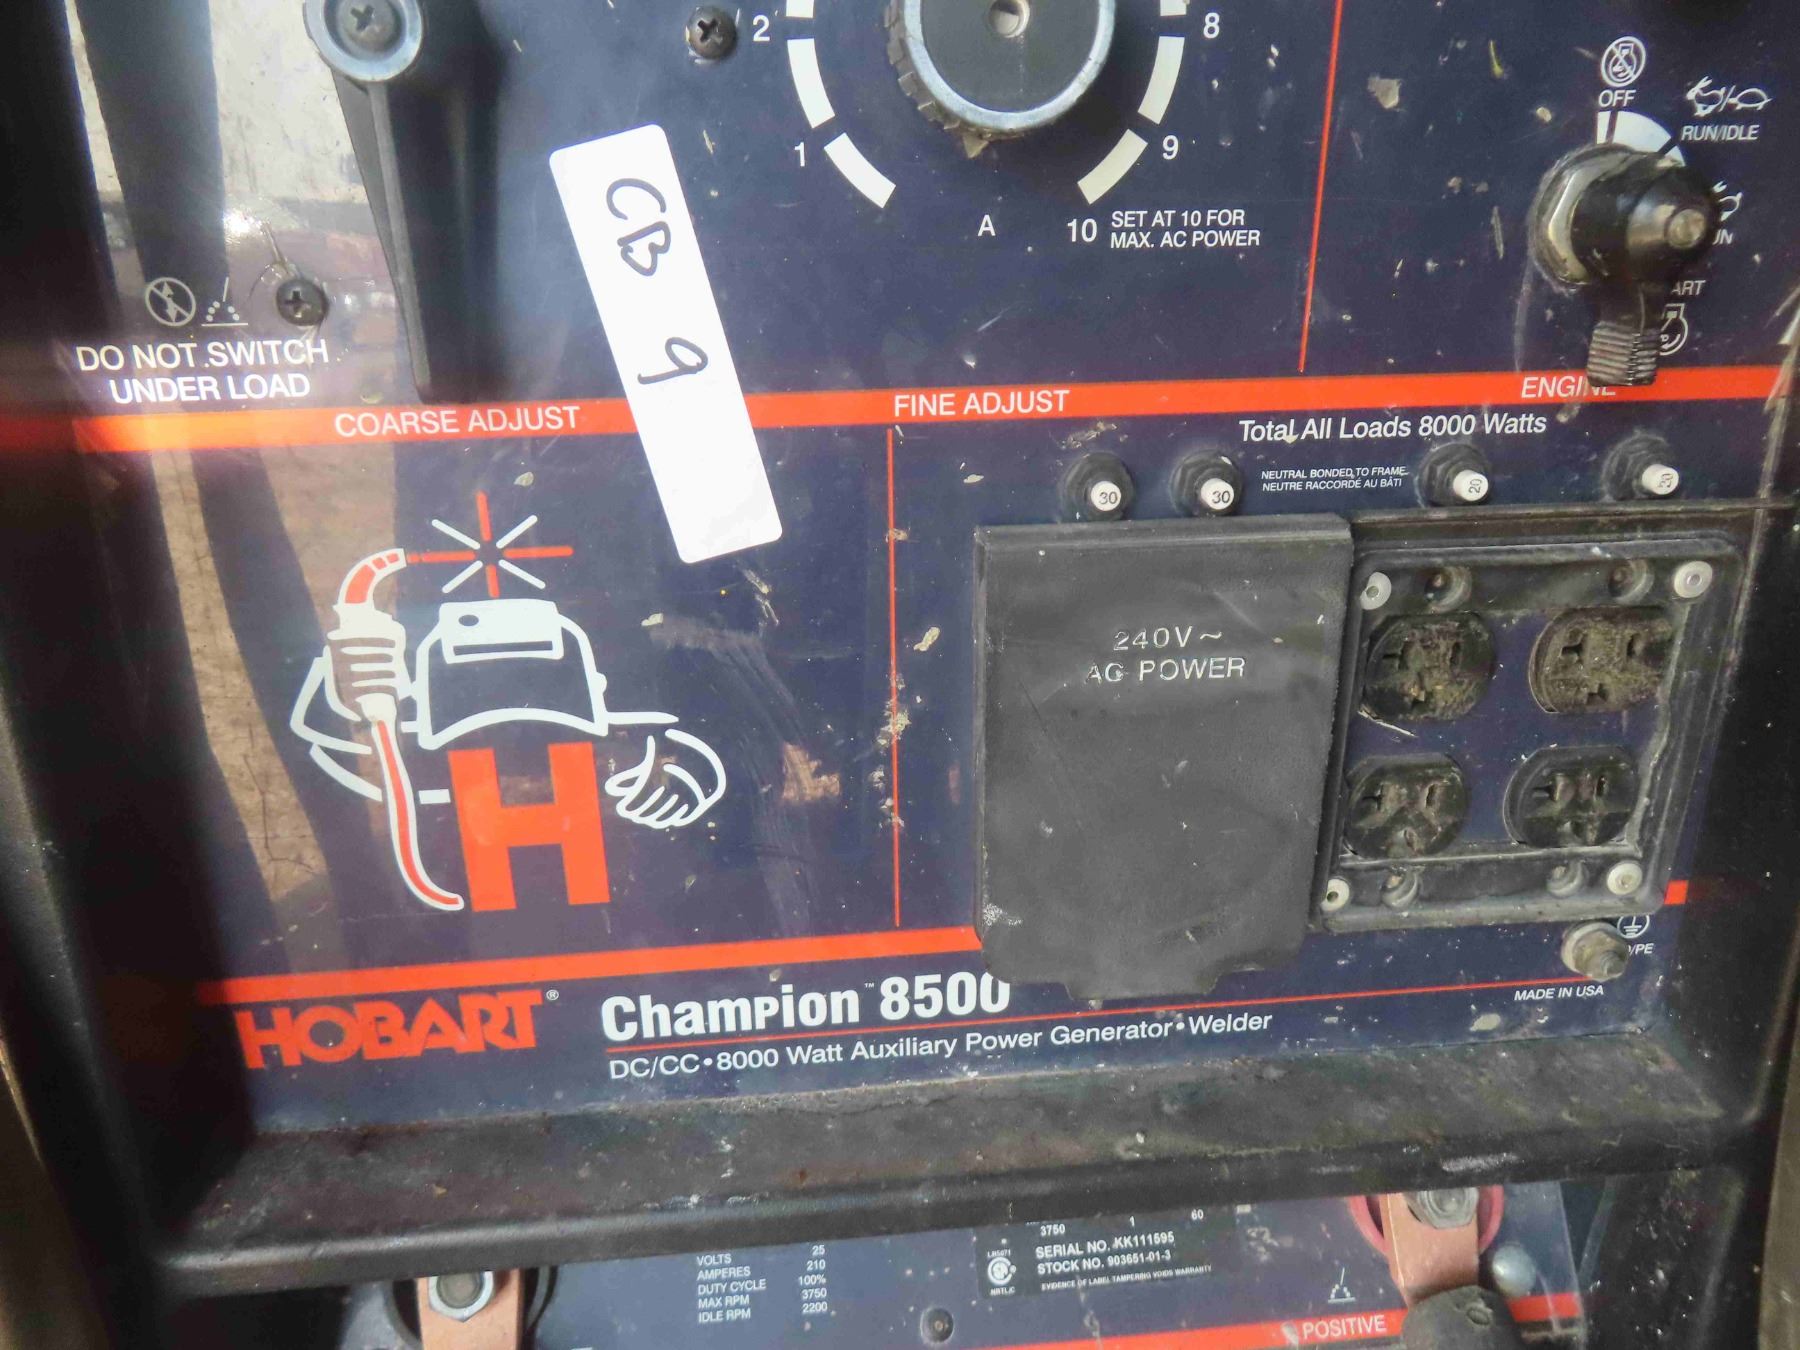 2
8
1
9
A
10
SET AT 10 FOR
MAX. AC POWER
OFF
RUN/IDLE
CB 9
DO NOT SWITCH
UNDER LOAD
COARSE ADJUST
FINE ADJUST
ENGINE
Total All Loads 8000 Watts
NEUTRAL BONDED TO FRAME
NEUTRE RACCORDÉ AU BÂTI
30
30
20
20
240V~
AC POWER
H
HOBART®
Champion™ 8500
DC/CC•8000 Watt Auxiliary Power Generator•Welder
MADE IN USA
3750 1 60
SERIAL NO. KK111595
STOCK NO. 903651-01-3
EVIDENCE OF LABEL TAMPERING VOIDS WARRANTY
NRTL/C
VOLTS 25
AMPERES 210
DUTY CYCLE 100%
MAX RPM 3750
IDLE RPM 2200
POSITIVE